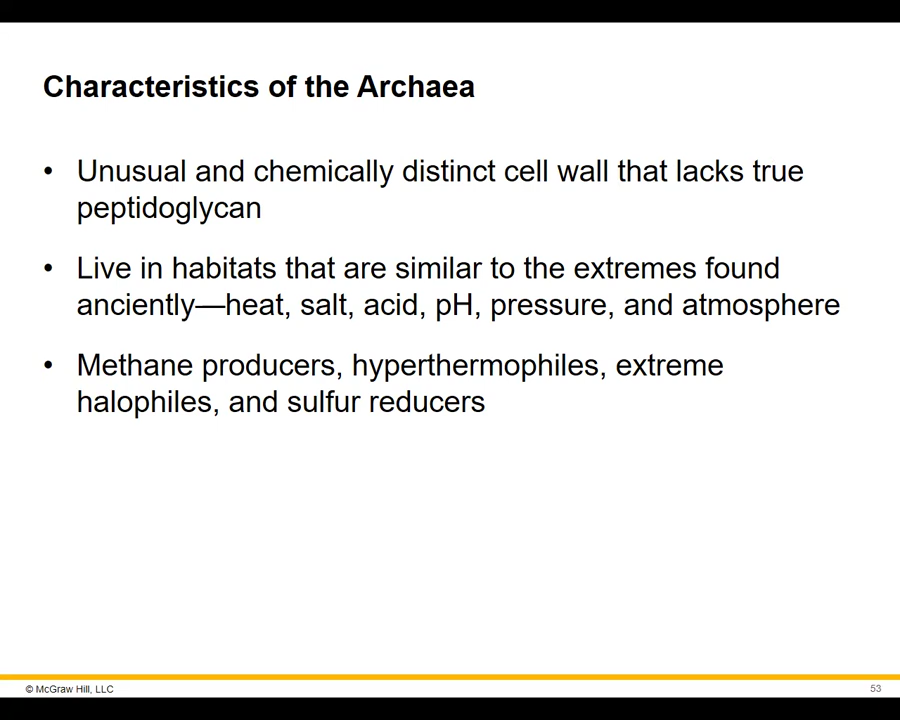 Characteristics of the Archaea
• Unusual and chemically distinct cell wall that lacks true
peptidoglycan
• Live in habitats that are similar to the extremes found
anciently—heat, salt, acid, pH, pressure, and atmosphere
• Methane producers, hyperthermophiles, extreme
halophiles, and sulfur reducers
© McGraw Hill, LLC
53